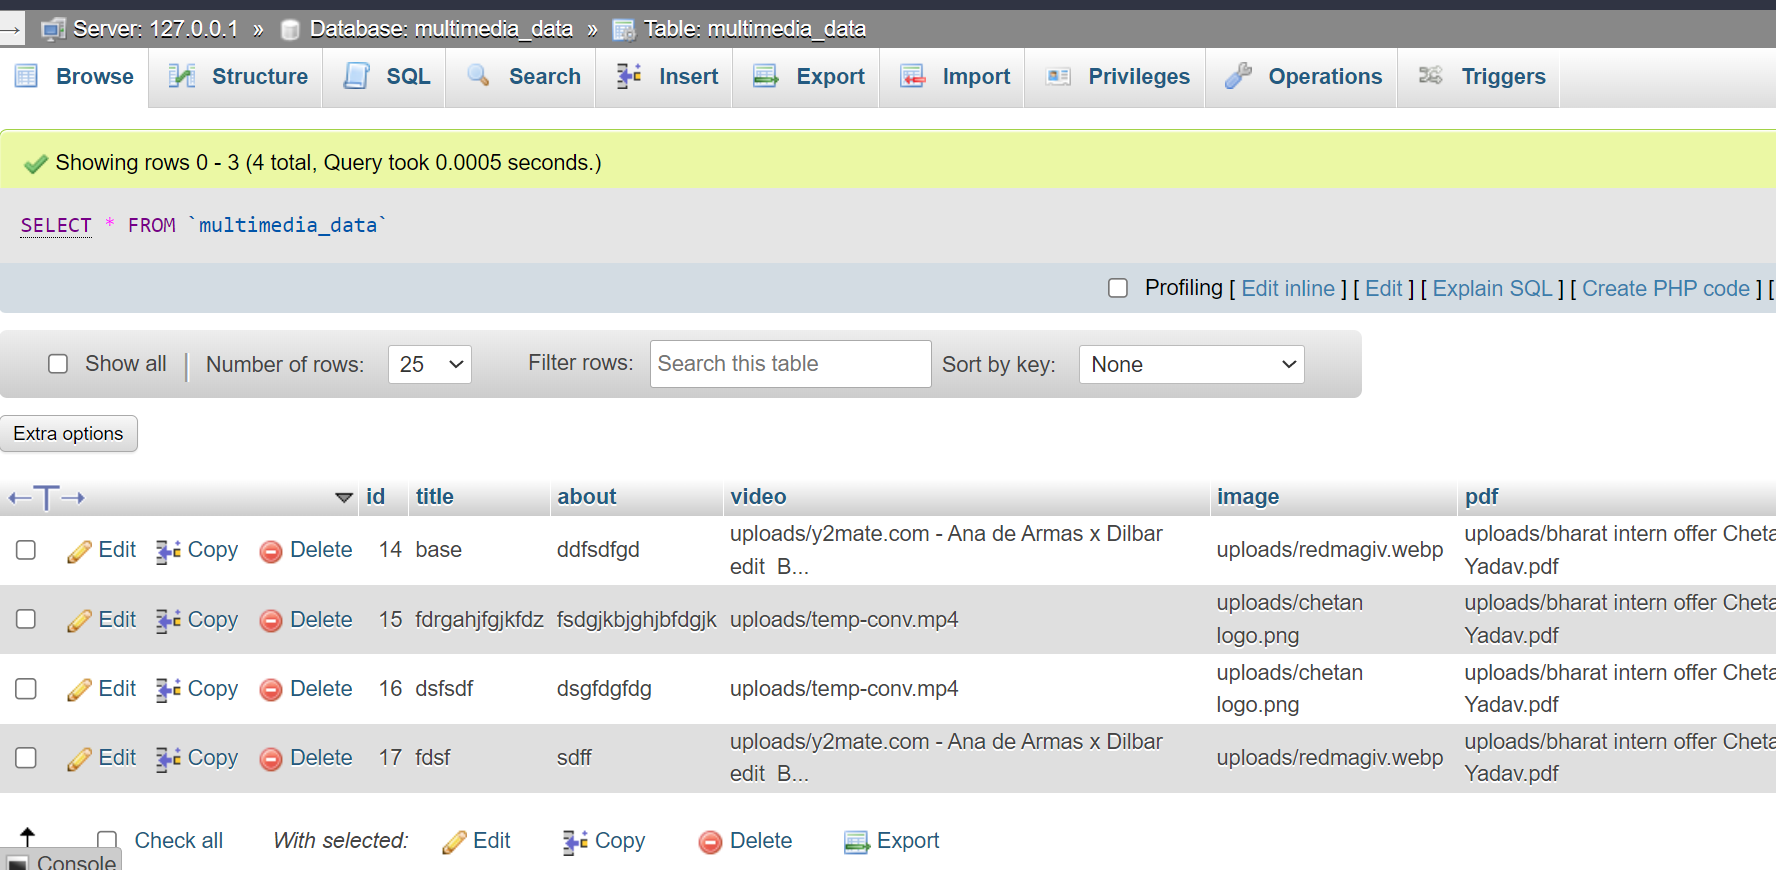 Server: 127.0.0.1 » Database: multimedia_data » Table: multimedia_data
Browse Structure SQL Search Insert Export Import Privileges Operations Triggers
Showing rows 0 - 3 (4 total, Query took 0.0005 seconds.)
SELECT * FROM `multimedia_data`
Profiling [ Edit inline ] [ Edit ] [ Explain SQL ] [ Create PHP code ] [
Show all | Number of rows: 25 Filter rows: Search this table Sort by key: None
Extra options
←T→ id title about video image pdf
Edit Copy Delete 14 base ddfsdfgd uploads/y2mate.com - Ana de Armas x Dilbar edit B... uploads/redmagiv.webp uploads/bharat intern offer Cheta Yadav.pdf
Edit Copy Delete 15 fdrgahjfgjkfdz fsdgjkbjghjbfdgjk uploads/temp-conv.mp4 uploads/chetan logo.png uploads/bharat intern offer Cheta Yadav.pdf
Edit Copy Delete 16 dsfsdf dsgfdgfdg uploads/temp-conv.mp4 uploads/chetan logo.png uploads/bharat intern offer Cheta Yadav.pdf
Edit Copy Delete 17 fdsf sdff uploads/y2mate.com - Ana de Armas x Dilbar edit B... uploads/redmagiv.webp uploads/bharat intern offer Cheta Yadav.pdf
Check all With selected: Edit Copy Delete Export
Console